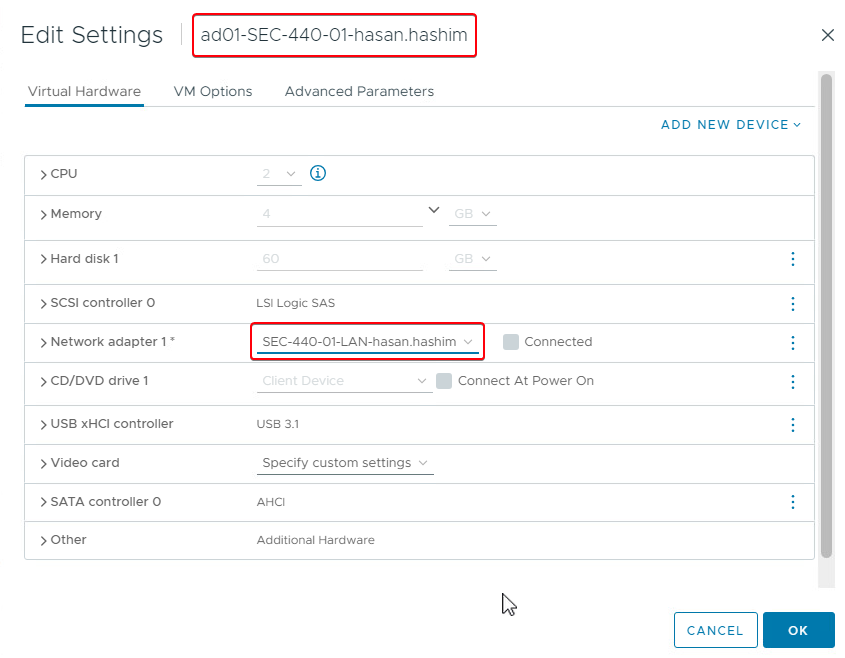 Edit Settings ad01-SEC-440-01-hasan.hashim
Virtual Hardware VM Options Advanced Parameters
ADD NEW DEVICE
CPU 2
Memory 4 GB
Hard disk 1 60 GB
SCSI controller 0 LSI Logic SAS
Network adapter 1 * SEC-440-01-LAN-hasan.hashim Connected
CD/DVD drive 1 Client Device Connect At Power On
USB xHCI controller USB 3.1
Video card Specify custom settings
SATA controller 0 AHCI
Other Additional Hardware
CANCEL OK